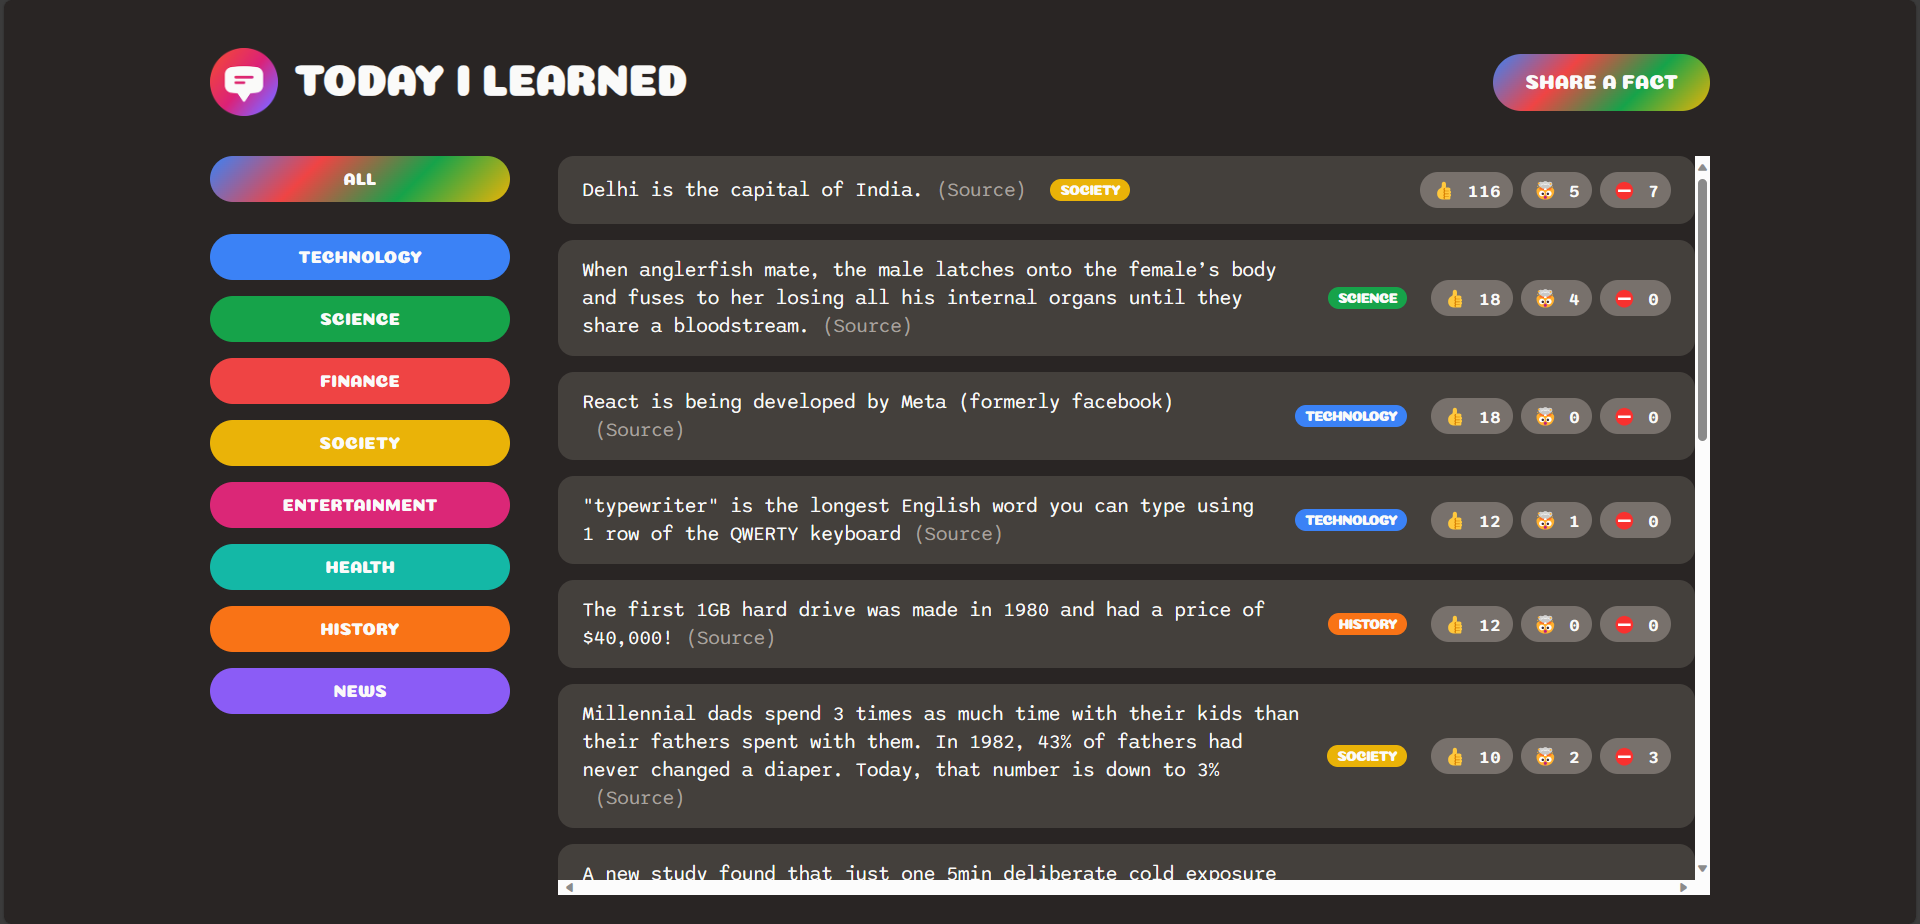 TODAY I LEARNED
SHARE A FACT
ALL
TECHNOLOGY
SCIENCE
FINANCE
SOCIETY
ENTERTAINMENT
HEALTH
HISTORY
NEWS
Delhi is the capital of India. (Source) SOCIETY 👍 116 🤯 5 ⛔ 7
When anglerfish mate, the male latches onto the female’s body
and fuses to her losing all his internal organs until they
share a bloodstream. (Source)
SCIENCE 👍 18 🤯 4 ⛔ 0
React is being developed by Meta (formerly facebook)
(Source)
TECHNOLOGY 👍 18 🤯 0 ⛔ 0
"typewriter" is the longest English word you can type using
1 row of the QWERTY keyboard (Source)
TECHNOLOGY 👍 12 🤯 1 ⛔ 0
The first 1GB hard drive was made in 1980 and had a price of
$40,000! (Source)
HISTORY 👍 12 🤯 0 ⛔ 0
Millennial dads spend 3 times as much time with their kids than
their fathers spent with them. In 1982, 43% of fathers had
never changed a diaper. Today, that number is down to 3%
(Source)
SOCIETY 👍 10 🤯 2 ⛔ 3
A new study found that just one 5min deliberate cold exposure